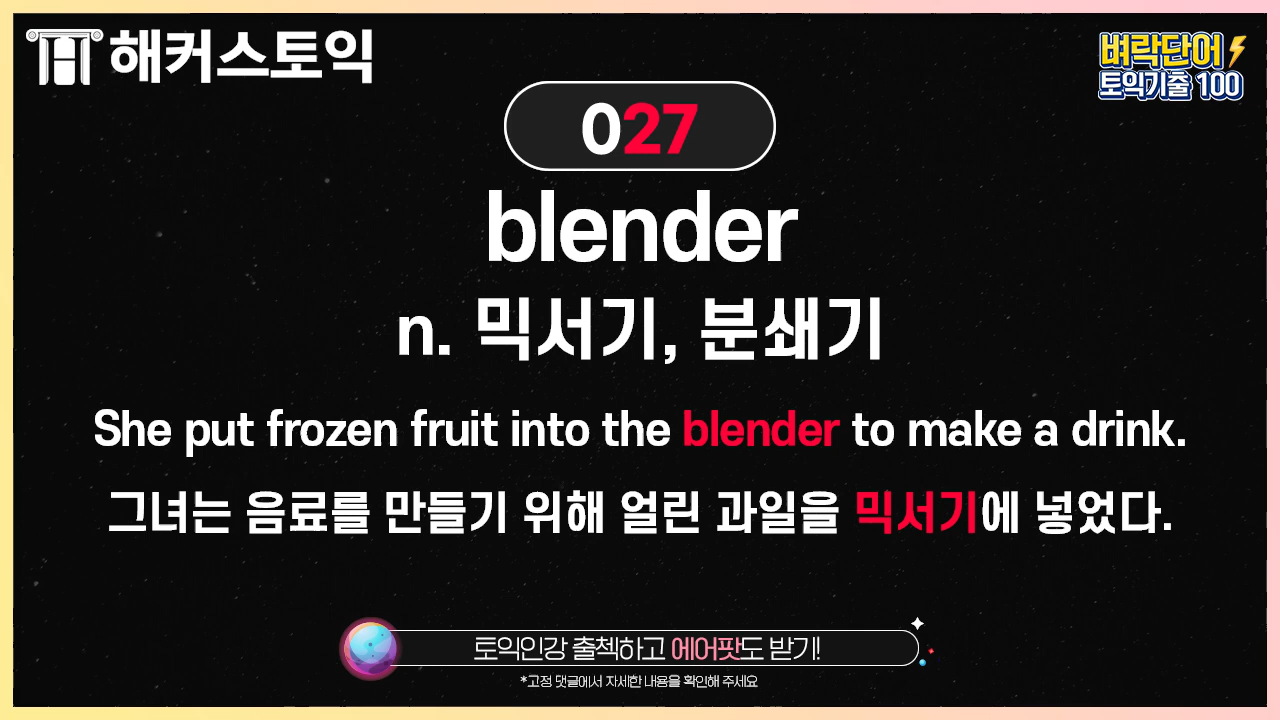 해커스토익
벼락단어
토익기출 100
027
blender
n. 믹서기, 분쇄기
She put frozen fruit into the blender to make a drink.
그녀는 음료를 만들기 위해 얼린 과일을 믹서기에 넣었다.
토익인강 출첵하고 에어팟도 받기!
*고정 댓글에서 자세한 내용을 확인해 주세요